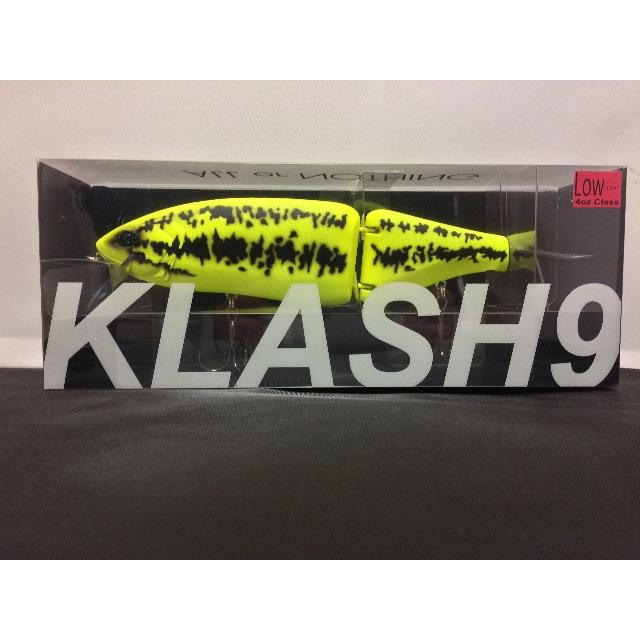 ALL or NOTHING
LOW
4oz Class
KLASH9